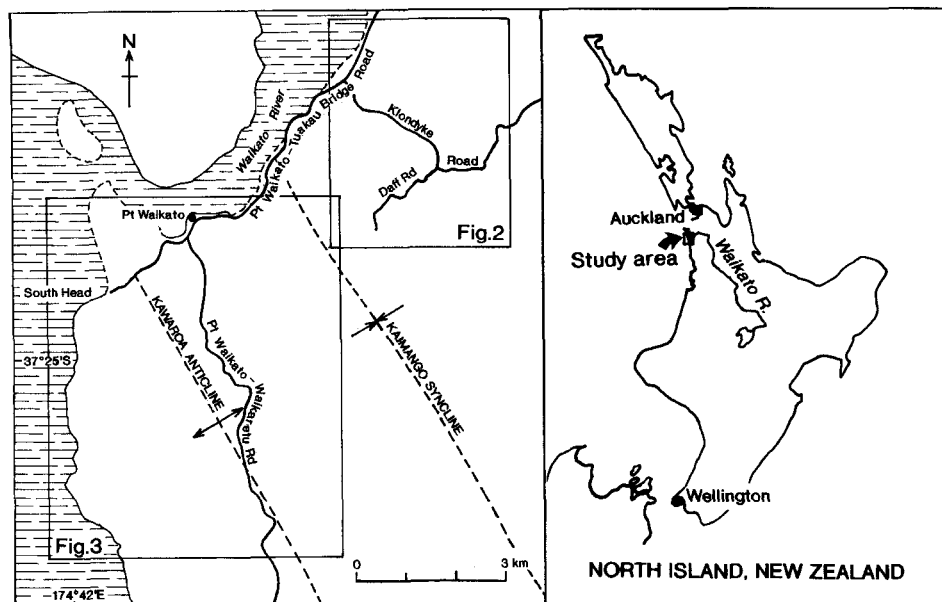 N
Waikato River
Pt Waikato-Tuakau Bridge Road
Klondyke
Road
Daff Rd
Fig.2
Pt Waikato
South Head
37°25'S
KAWAROA ANTICLINE
Pt Waikato - Waikaretu Rd
KAIMANGO SYNCLINE
Fig.3
0 3 km
174°42'E
Auckland
Study area
Waikato R.
Wellington
NORTH ISLAND, NEW ZEALAND